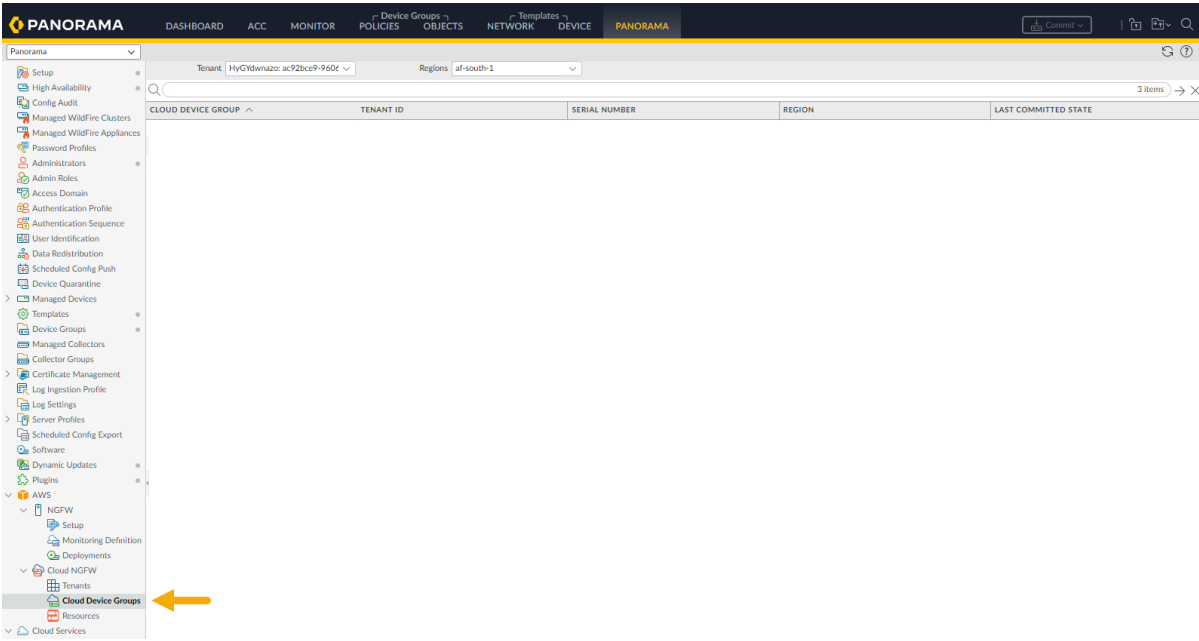 PANORAMA
Device Groups
Templates
DASHBOARD ACC MONITOR POLICIES OBJECTS NETWORK DEVICE PANORAMA
Commit
Panorama
Tenant HyGYdwnazo: ac92bce9-960€ Regions af-south-1
3 items
CLOUD DEVICE GROUP TENANT ID SERIAL NUMBER REGION LAST COMMITTED STATE
Setup
High Availability
Config Audit
Managed WildFire Clusters
Managed WildFire Appliances
Password Profiles
Administrators
Admin Roles
Access Domain
Authentication Profile
Authentication Sequence
User Identification
Data Redistribution
Scheduled Config Push
Device Quarantine
Managed Devices
Templates
Device Groups
Managed Collectors
Collector Groups
Certificate Management
Log Ingestion Profile
Log Settings
Server Profiles
Scheduled Config Export
Software
Dynamic Updates
Plugins
AWS
NGFW
Setup
Monitoring Definition
Deployments
Cloud NGFW
Tenants
Cloud Device Groups
Resources
Cloud Services